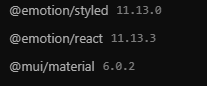 @emotion/styled 11.13.0
@emotion/react 11.13.3
@mui/material 6.0.2